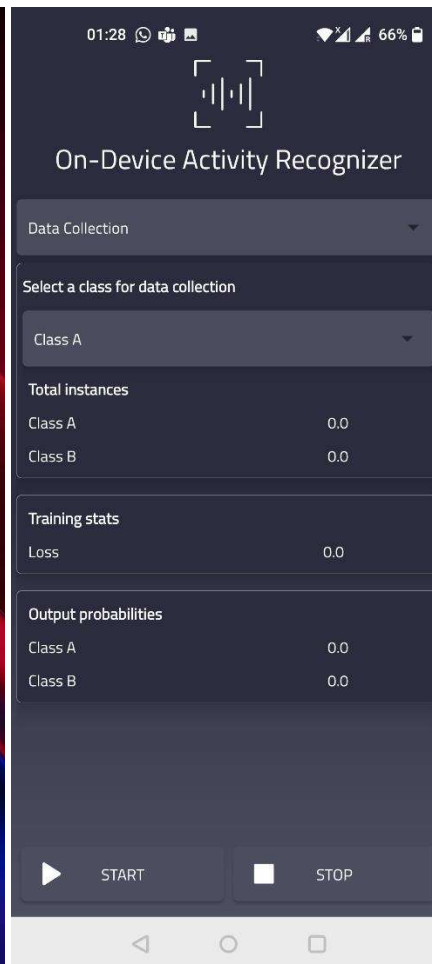 01:28 66%
On-Device Activity Recognizer
Data Collection
Select a class for data collection
Class A
Total instances
Class A 0.0
Class B 0.0
Training stats
Loss 0.0
Output probabilities
Class A 0.0
Class B 0.0
START STOP